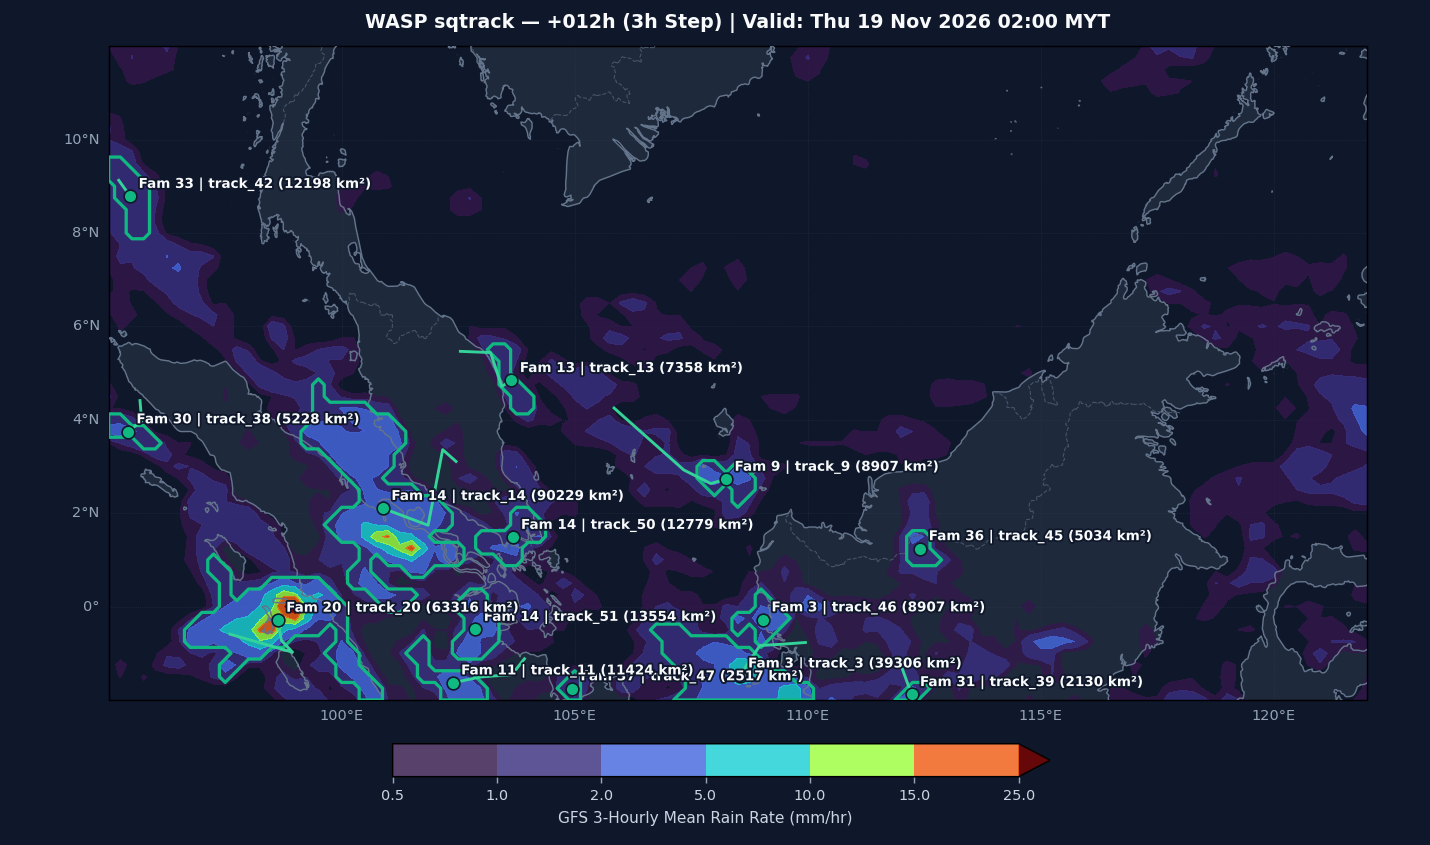 WASP sqtrack — +012h (3h Step) | Valid: Thu 19 Nov 2026 02:00 MYT
10°N
8°N
6°N
4°N
2°N
0°
Fam 33 | track_42 (12198 km²)
Fam 13 | track_13 (7358 km²)
Fam 30 | track_38 (5228 km²)
Fam 9 | track_9 (8907 km²)
Fam 14 | track_14 (90229 km²)
Fam 14 | track_50 (12779 km²)
Fam 36 | track_45 (5034 km²)
Fam 20 | track_20 (63316 km²)
Fam 14 | track_51 (13554 km²)
Fam 3 | track_46 (8907 km²)
Fam 3 | track_3 (39306 km²)
Fam 11 | track_11 (11424 km²)
track_47 (2517 km²)
Fam 31 | track_39 (2130 km²)
100°E 105°E 110°E 115°E 120°E
0.5 1.0 2.0 5.0 10.0 15.0 25.0
GFS 3-Hourly Mean Rain Rate (mm/hr)